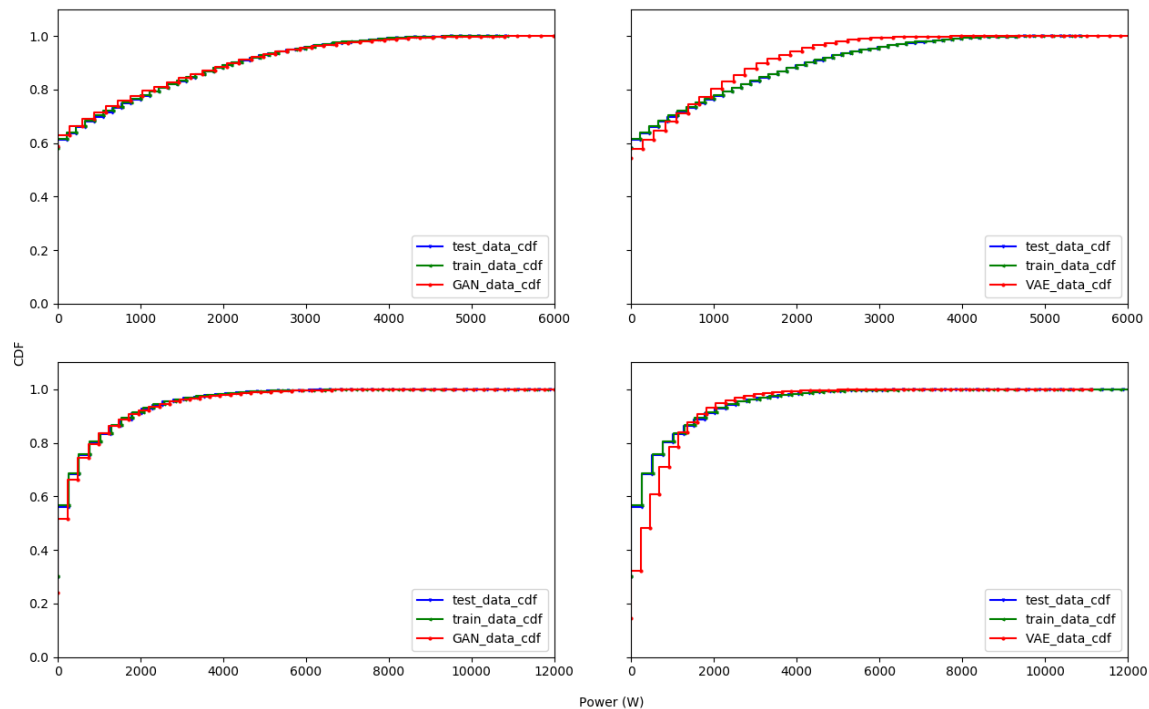 1.0
0.8
0.6
0.4
0.2
0.0
0 1000 2000 3000 4000 5000 6000
test_data_cdf
train_data_cdf
GAN_data_cdf
0 1000 2000 3000 4000 5000 6000
test_data_cdf
train_data_cdf
VAE_data_cdf
CDF
1.0
0.8
0.6
0.4
0.2
0.0
0 2000 4000 6000 8000 10000 12000
test_data_cdf
train_data_cdf
GAN_data_cdf
0 2000 4000 6000 8000 10000 12000
test_data_cdf
train_data_cdf
VAE_data_cdf
Power (W)